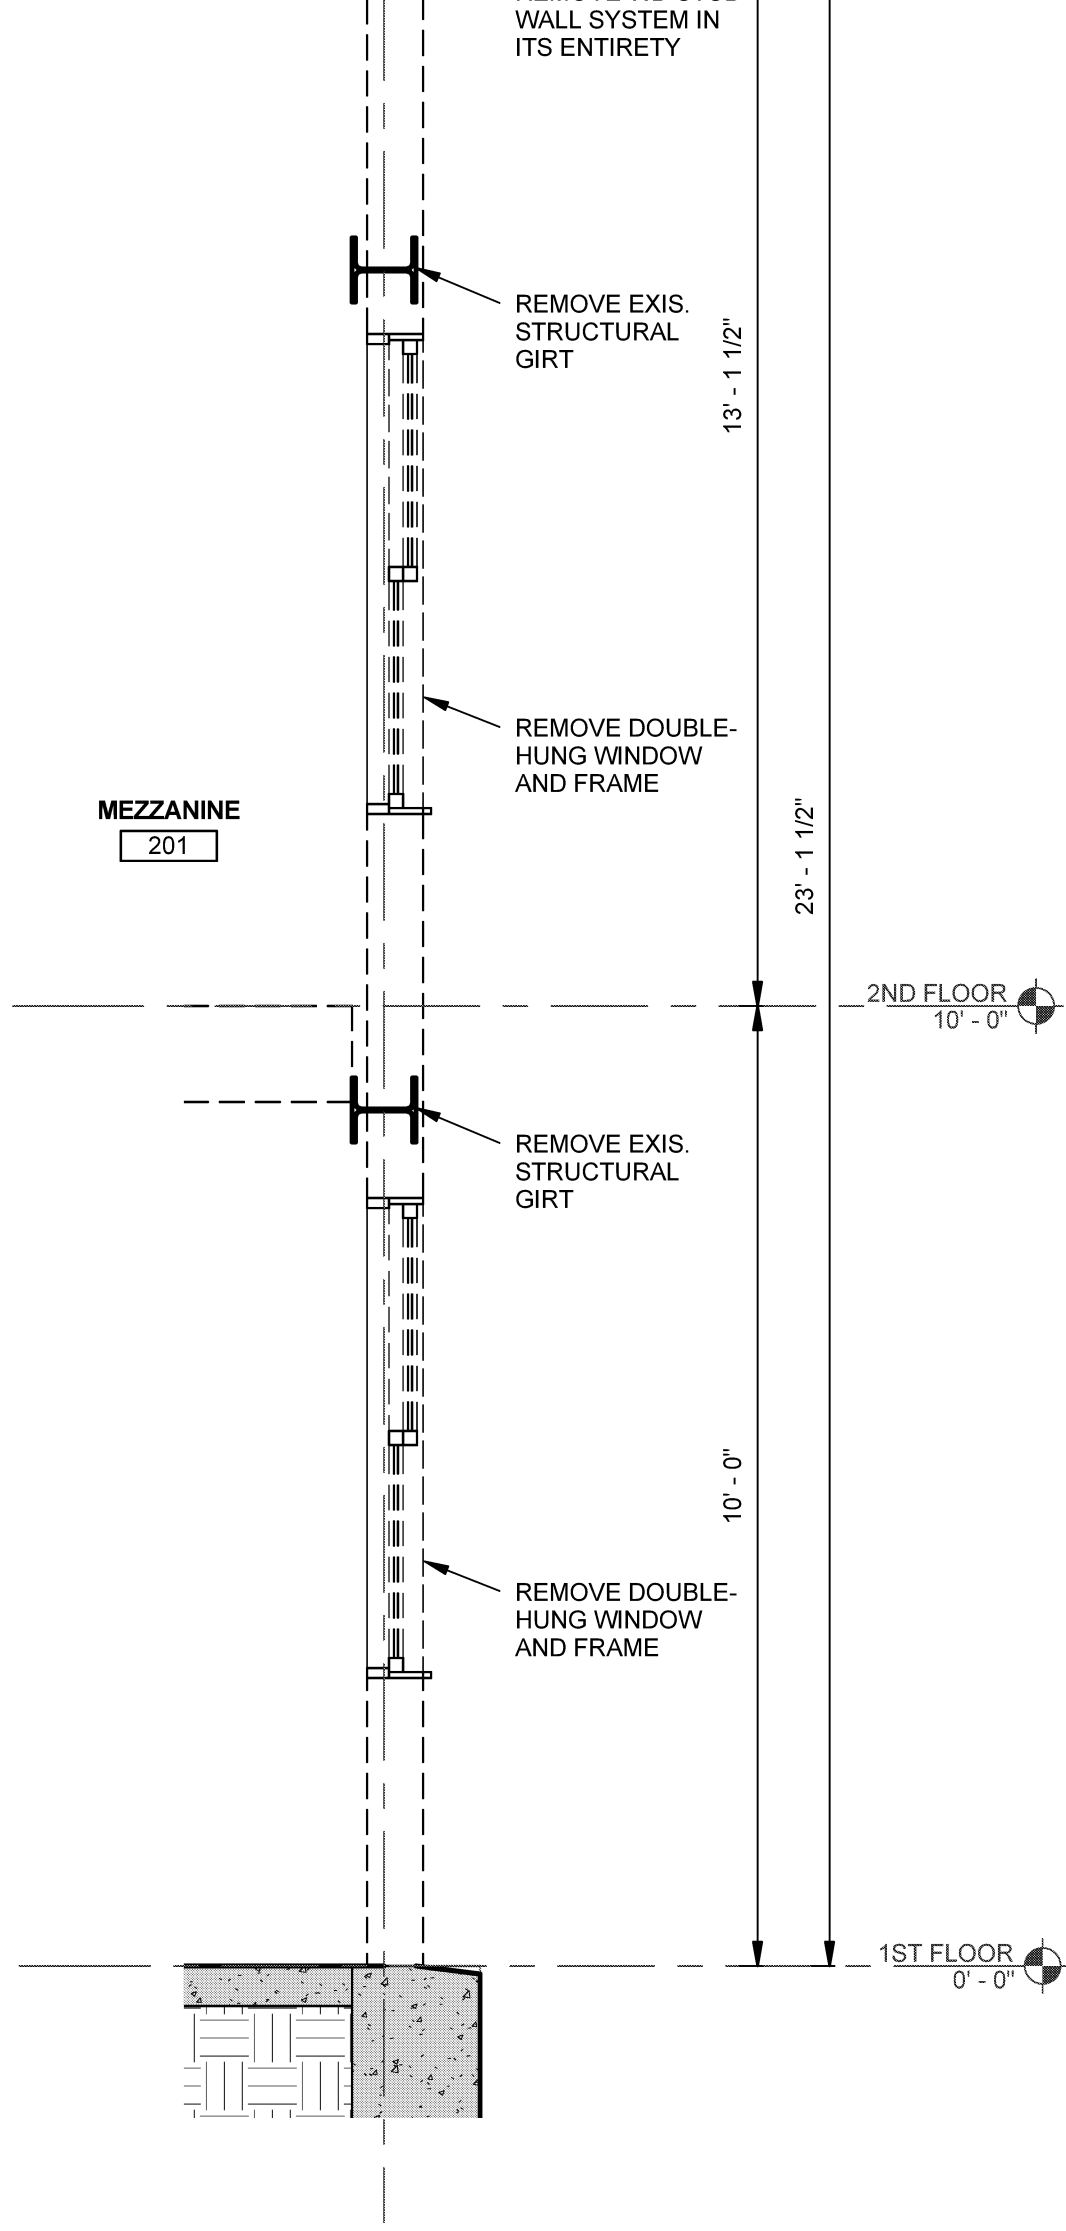 WALL SYSTEM IN
ITS ENTIRETY
REMOVE EXIS.
STRUCTURAL
GIRT
13' - 1 1/2"
REMOVE DOUBLE-
HUNG WINDOW
AND FRAME
MEZZANINE
201
23' - 1 1/2"
2ND FLOOR
10' - 0"
REMOVE EXIS.
STRUCTURAL
GIRT
10' - 0"
REMOVE DOUBLE-
HUNG WINDOW
AND FRAME
1ST FLOOR
0' - 0"